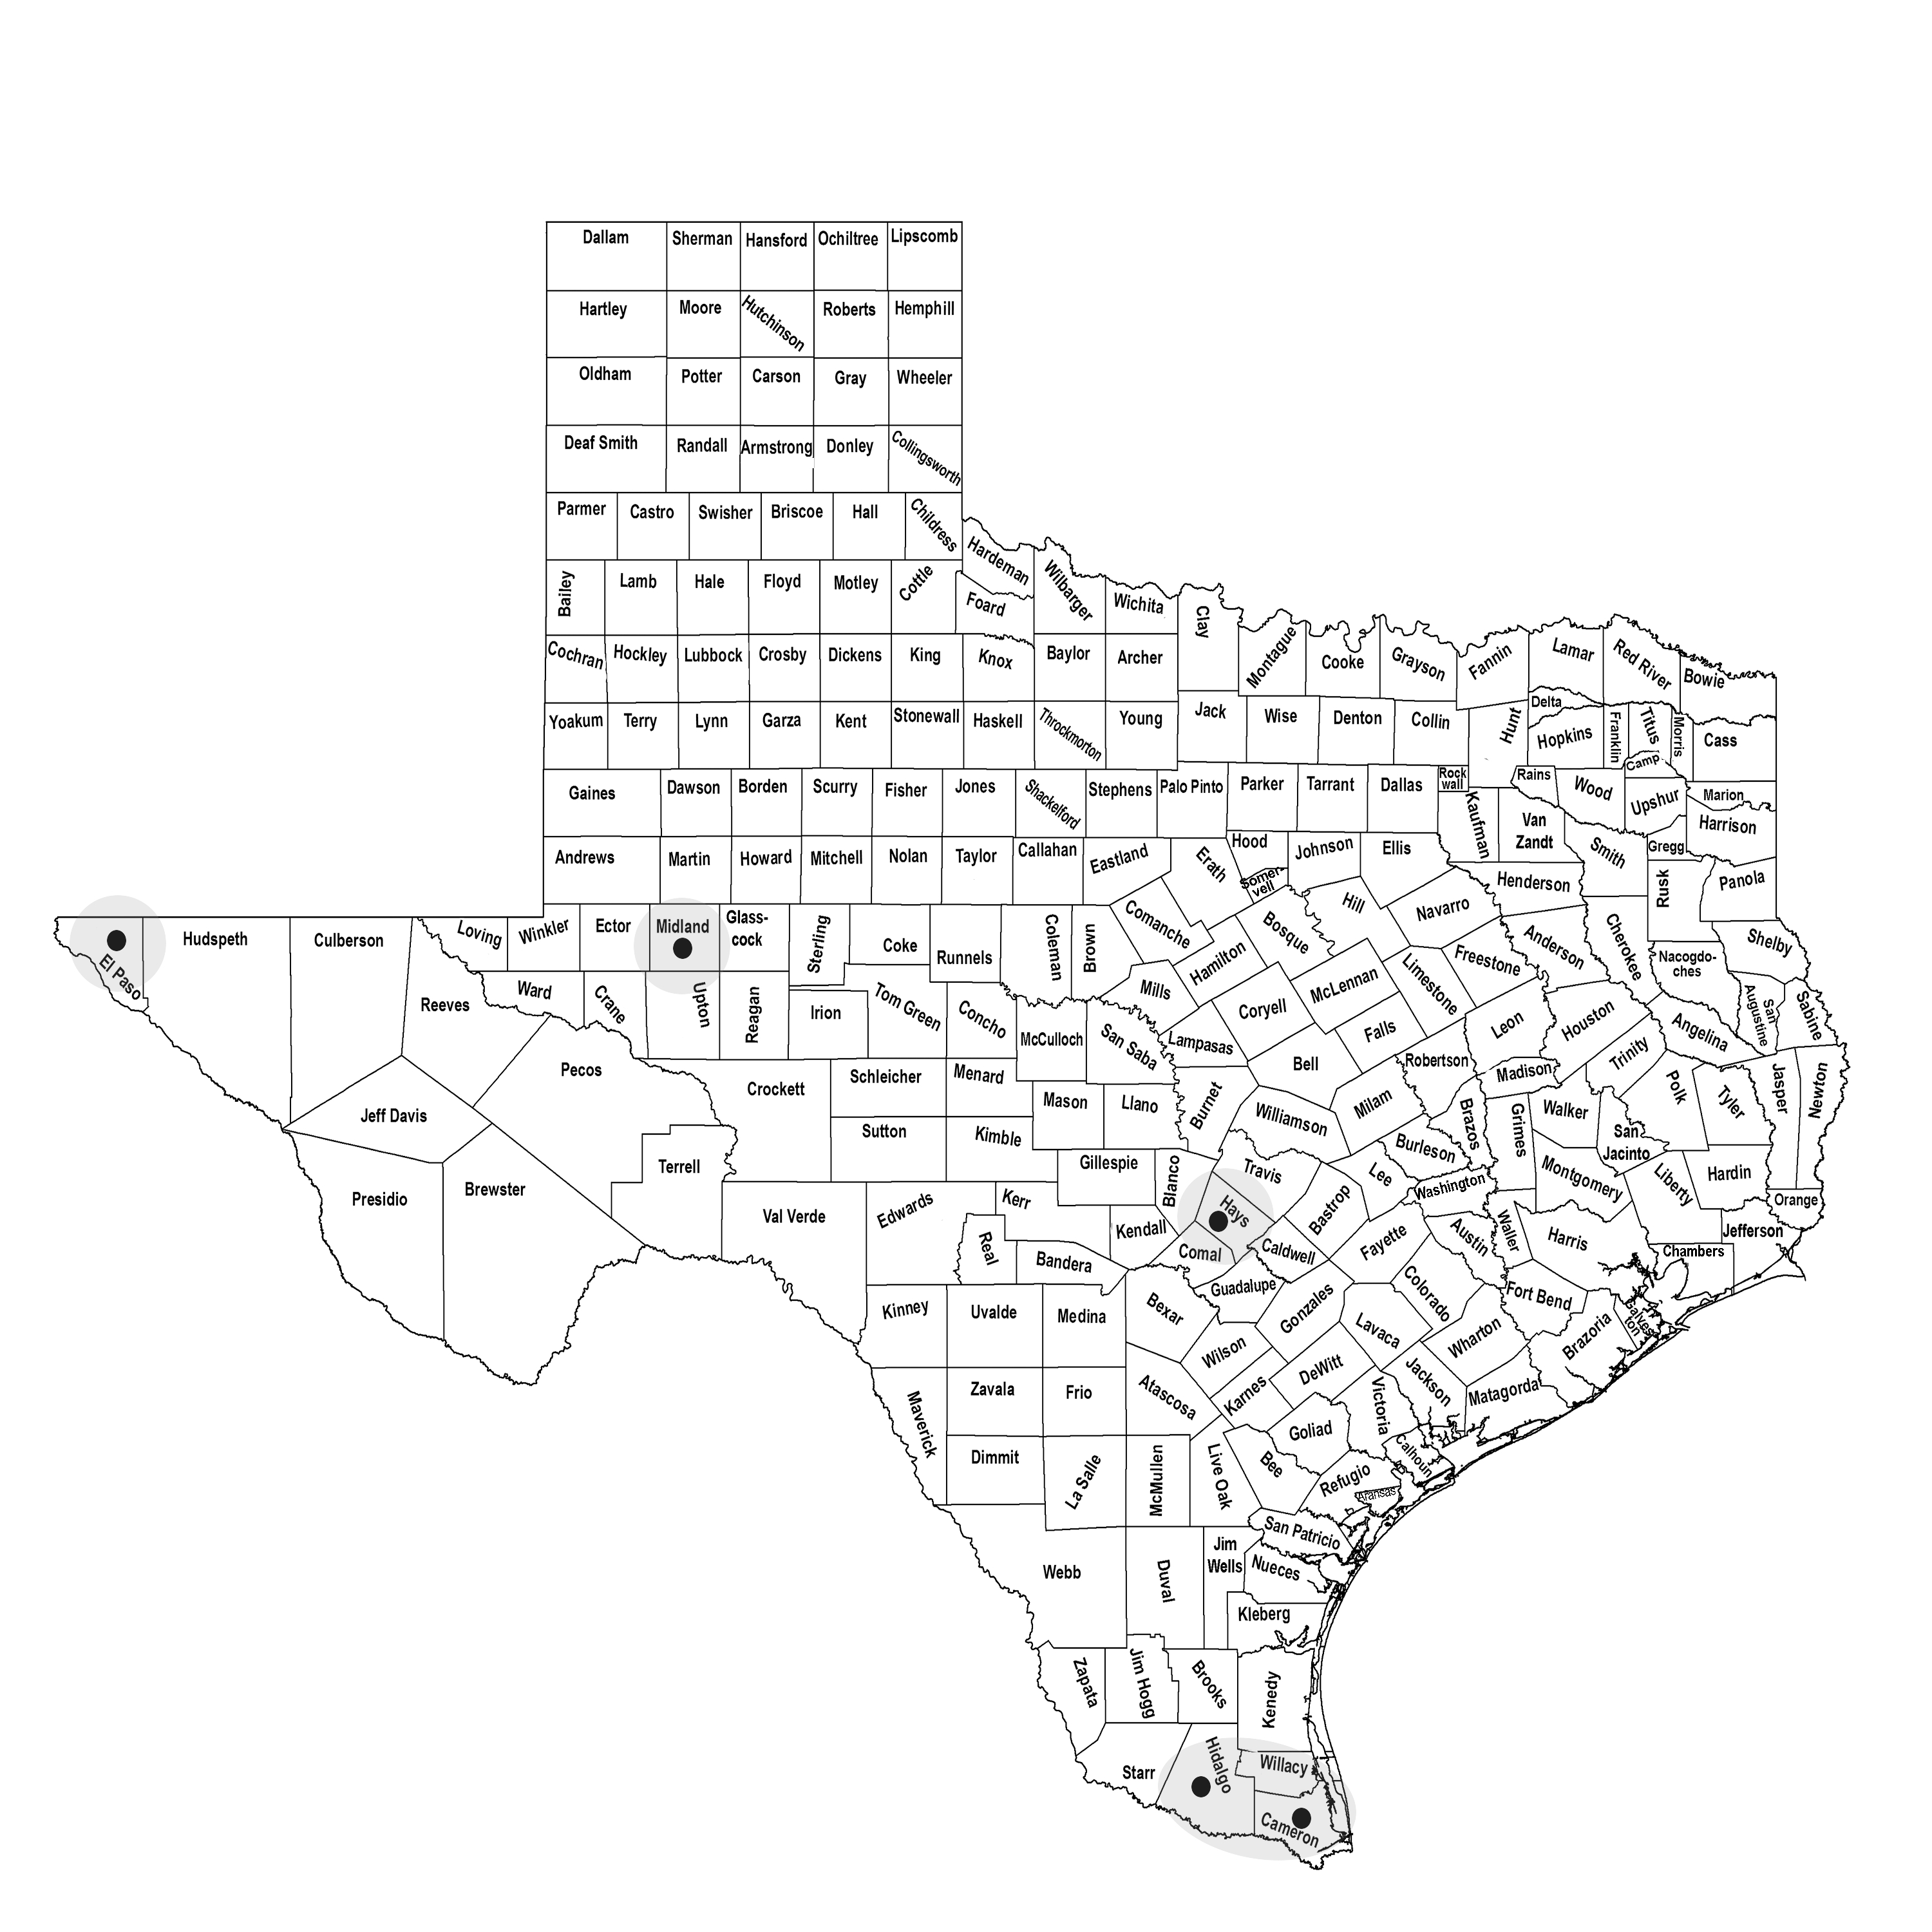 Dallam Sherman Hansford Ochiltree Lipscomb
Hartley Moore Hutchinson Roberts Hemphill
Oldham Potter Carson Gray Wheeler
Deaf Smith Randall Armstrong Donley Collingsworth
Parmer Castro Swisher Briscoe Hall Childress
Hardeman
Bailey Lamb Hale Floyd Motley Cottle Foard Wilbarger Wichita Clay
Montague Cooke Grayson Fannin Lamar Red River Bowie
Cochran Hockley Lubbock Crosby Dickens King Knox Baylor Archer
Yoakum Terry Lynn Garza Kent Stonewall Haskell Throckmorton Young Jack Wise Denton Collin Hunt Delta Hopkins Franklin Titus Morris Cass
Camp
Gaines Dawson Borden Scurry Fisher Jones Shackelford Stephens Palo Pinto Parker Tarrant Dallas Rock
wall
Kaufman Rains Wood Upshur Marion
Van
Zandt
Harrison
Andrews Martin Howard Mitchell Nolan Taylor Callahan Eastland Erath Hood Johnson Ellis Smith Gregg
Somer
vell
Henderson Rusk Panola
El Paso Hudspeth Culberson Loving Winkler Ector Midland Glass-
cock
Sterling Coke Runnels Coleman Brown Comanche Hamilton Bosque Hill Navarro Anderson Cherokee Shelby
Nacogdo-
ches
Freestone
Reeves Ward Crane Upton Reagan Irion Tom Green Concho Mills Coryell McLennan Limestone Leon Houston Angelina San
Augustine
Sabine
McCulloch San Saba Lampasas Falls Bell Robertson Madison Trinity
Pecos Crockett Schleicher Menard Mason Llano Burnet Williamson Milam Brazos Grimes Walker Polk Tyler Jasper Newton
Jeff Davis Sutton Kimble Burleson San
Jacinto
Terrell Gillespie Blanco Travis Lee Washington Montgomery Liberty Hardin Orange
Presidio Brewster Val Verde Edwards Kerr Kendall Hays Bastrop Fayette Austin Waller Harris Jefferson
Real Bandera Comal Caldwell Chambers
Guadalupe
Kinney Uvalde Medina Bexar Gonzales Colorado Fort Bend Galves
ton
Wilson Lavaca Wharton Brazoria
Maverick Zavala Frio Atascosa Karnes DeWitt Victoria Jackson Matagorda
Dimmit La Salle McMullen Live Oak Bee Goliad Calhoun
Refugio
Aransas
San Patricio
Webb Duval Jim
Wells
Nueces
Kleberg
Zapata Jim Hogg Brooks Kenedy
Starr Hidalgo Willacy
Cameron